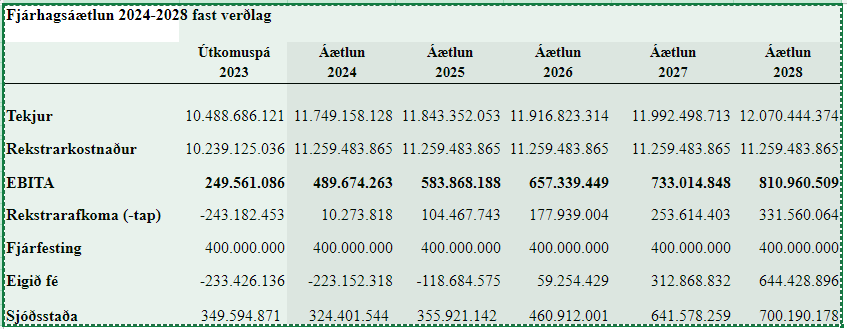 Fjárhagsáætlun 2024-2028 fast verðlag
Útkomuspá Áætlun Áætlun Áætlun Áætlun Áætlun
2023 2024 2025 2026 2027 2028
Tekjur 10.488.686.121 11.749.158.128 11.843.352.053 11.916.823.314 11.992.498.713 12.070.444.374
Rekstrarkostnaður 10.239.125.036 11.259.483.865 11.259.483.865 11.259.483.865 11.259.483.865 11.259.483.865
EBITA 249.561.086 489.674.263 583.868.188 657.339.449 733.014.848 810.960.509
Rekstrarafkoma (-tap) -243.182.453 10.273.818 104.467.743 177.939.004 253.614.403 331.560.064
Fjárfesting 400.000.000 400.000.000 400.000.000 400.000.000 400.000.000 400.000.000
Eigið fé -233.426.136 -223.152.318 -118.684.575 59.254.429 312.868.832 644.428.896
Sjóðsstaða 349.594.871 324.401.544 355.921.142 460.912.001 641.578.259 700.190.178